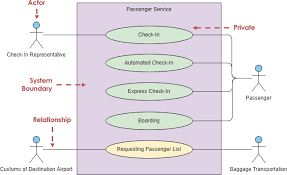 Actor
Passenger Service
Private
Check-In
Check-In Representative
Automated Check-In
System
Boundary
Express Check-In
Passenger
Boarding
Relationship
Requesting Passenger List
Customs of Destination Airport
Baggage Transportation